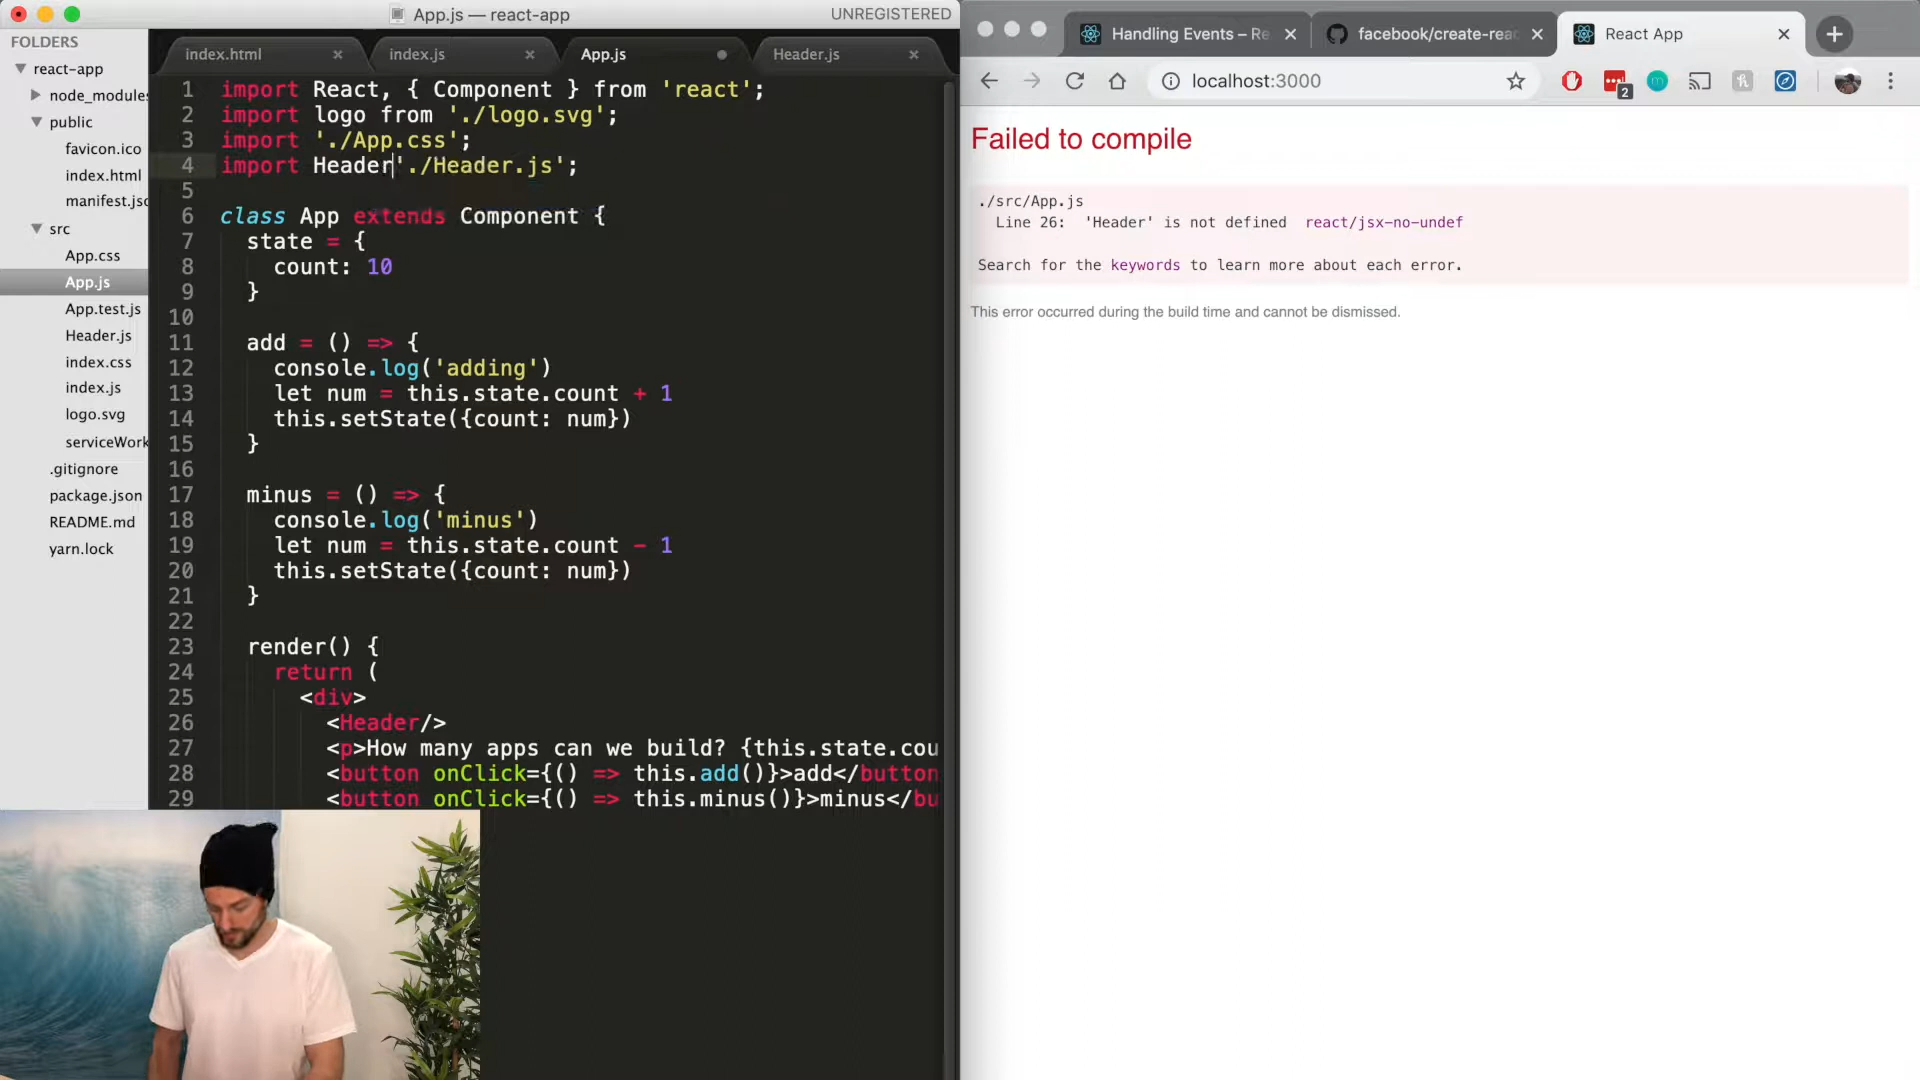 App.js — react-app
UNREGISTERED
FOLDERS
react-app
node_modules
public
favicon.ico
index.html
manifest.jsc
src
App.css
App.js
App.test.js
Header.js
index.css
index.js
logo.svg
serviceWork
.gitignore
package.json
README.md
yarn.lock
index.html
index.js
App.js
Header.js
1 import React, { Component } from 'react';
2 import logo from './logo.svg';
3 import './App.css';
4 import Header'./Header.js';
5
6 class App extends Component {
7 state = {
8 count: 10
9 }
10
11 add = () => {
12 console.log('adding')
13 let num = this.state.count + 1
14 this.setState({count: num})
15 }
16
17 minus = () => {
18 console.log('minus')
19 let num = this.state.count - 1
20 this.setState({count: num})
21 }
22
23 render() {
24 return (
25 <div>
26 <Header/>
27 <p>How many apps can we build? {this.state.cou
28 <button onClick={() => this.add()}>add</button
29 <button onClick={() => this.minus()}>minus</bu
Handling Events – Re
facebook/create-reac
React App
localhost:3000
2
Failed to compile
./src/App.js
Line 26: 'Header' is not defined react/jsx-no-undef
Search for the keywords to learn more about each error.
This error occurred during the build time and cannot be dismissed.